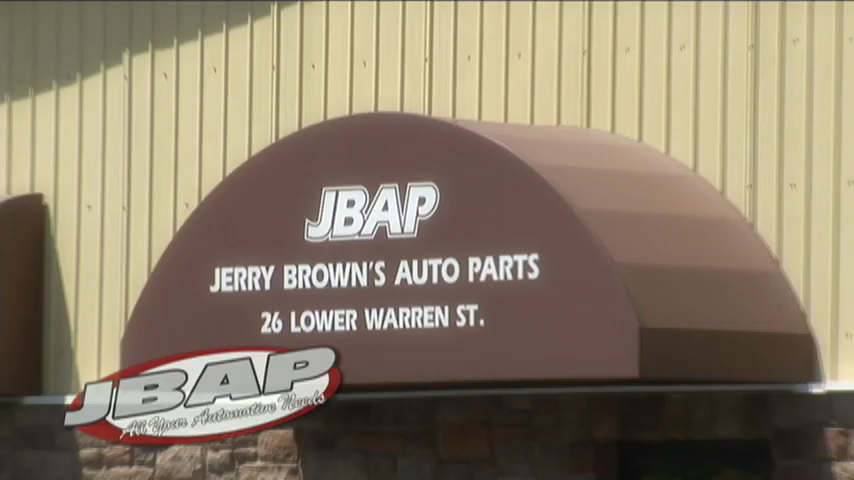 JBAP
JERRY BROWN'S AUTO PARTS
26 LOWER WARREN ST.
JBAP
All Your Automotive Needs